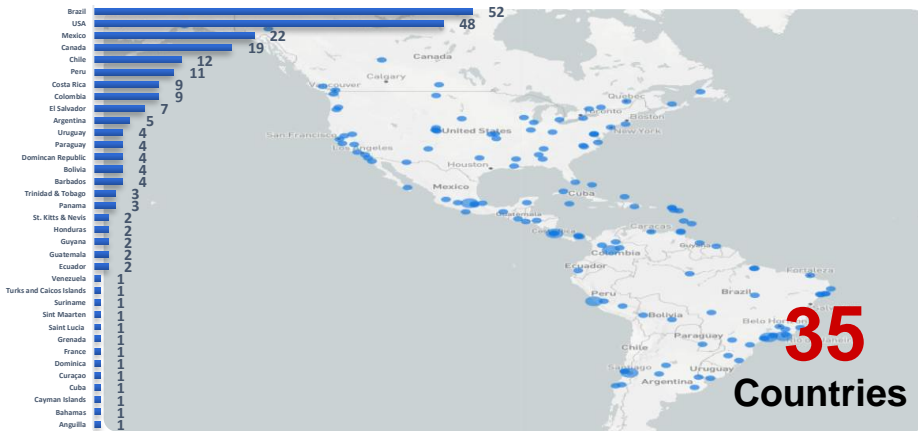 Brazil 52
USA 48
Mexico 22
Canada 19
Chile 12
Peru 11
Costa Rica 9
Colombia 9
El Salvador 7
Argentina 5
Uruguay 4
Paraguay 4
Domincan Republic 4
Bolivia 4
Barbados 4
Trinidad & Tobago 3
Panama 3
St. Kitts & Nevis 2
Honduras 2
Guyana 2
Guatemala 2
Ecuador 2
Venezuela 1
Turks and Caicos Islands 1
Suriname 1
Sint Maarten 1
Saint Lucia 1
Grenada 1
France 1
Dominica 1
Curaçao 1
Cuba 1
Cayman Islands 1
Bahamas 1
Anguilla 1
Canada
Calgary
Vancouver
Quebec
Toronto
Boston
New York
United States
San Francisco
Los Angeles
Houston
Mexico
Cuba
Guatemala
Caracas
Guyana
Colombia
Ecuador
Fortaleza
Peru
Brazil
Bolivia
Belo Horizonte
Paraguay
Chile
Santiago
Uruguay
Argentina
35
Countries